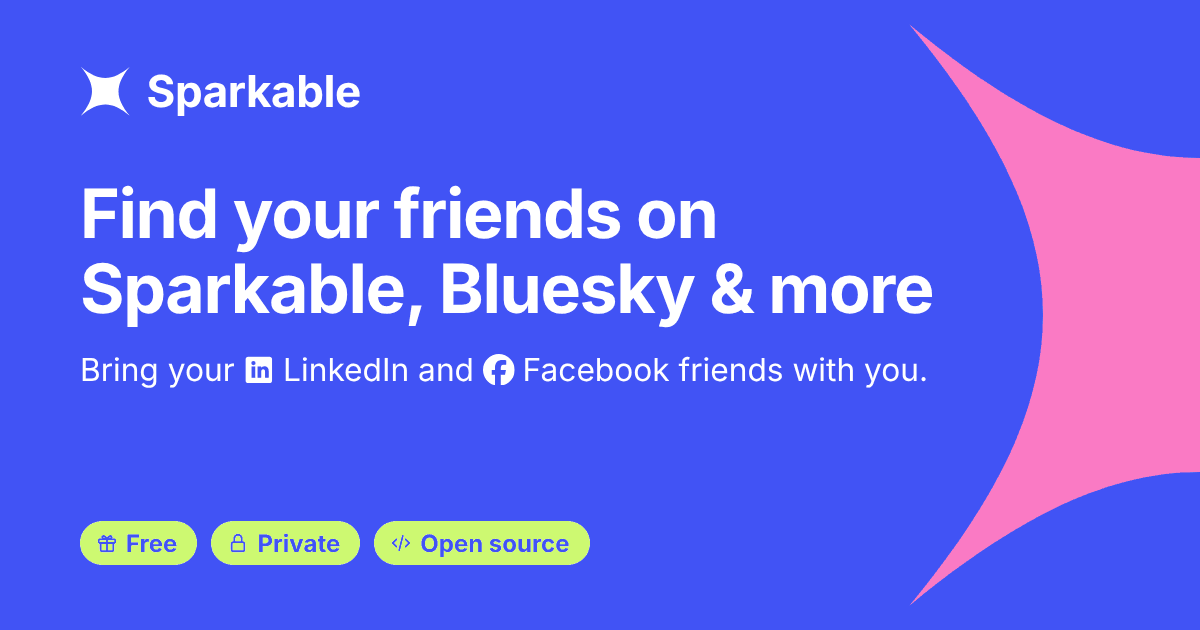 Sparkable
Find your friends on
Sparkable, Bluesky & more
Bring your in LinkedIn and f Facebook friends with you.
Free
Private
</> Open source